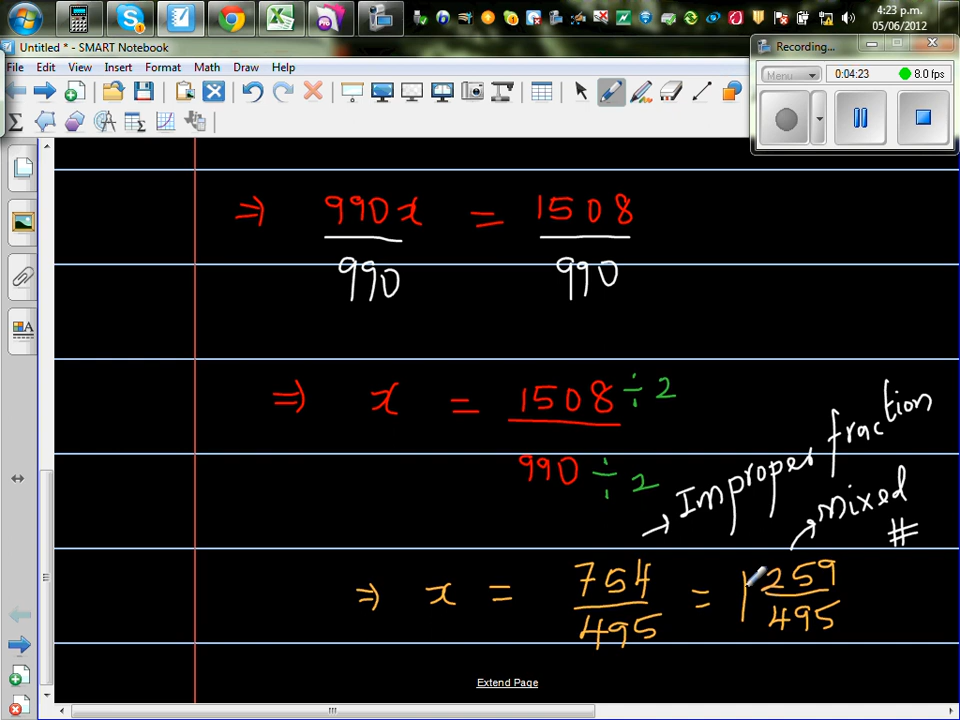 4:23 p.m.
05/06/2012
Untitled * - SMART Notebook
File Edit View Insert Format Math Draw Help
Recording...
Menu
0:04:23
8.0 fps
⇒ 990x = 1508
990 990
⇒ x = 1508 ÷ 2
990 ÷ 2
→ Improper fraction
→ mixed #
⇒ x = 754 = 1 259
495 495
Extend Page